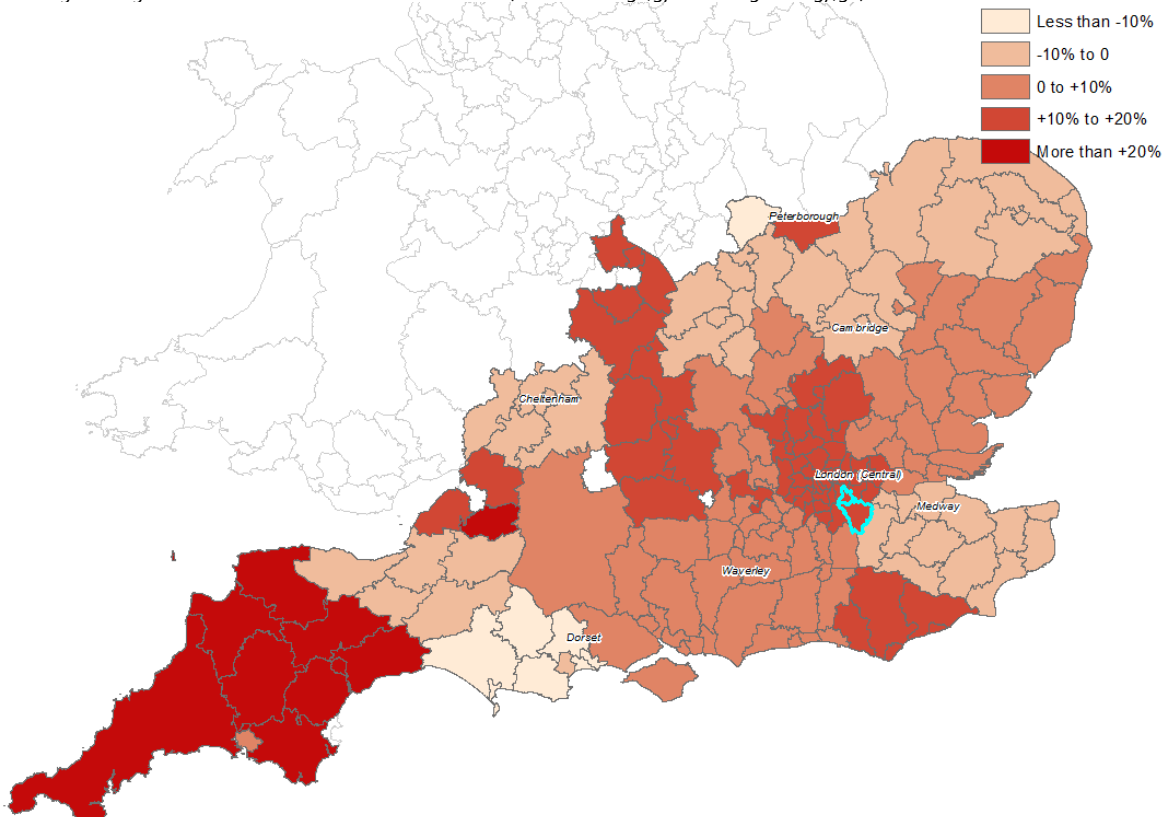 Less than -10%
-10% to 0
0 to +10%
+10% to +20%
More than +20%
Peterborough
Cambridge
Cheltenham
London (Central)
Medway
Waverley
Dorset